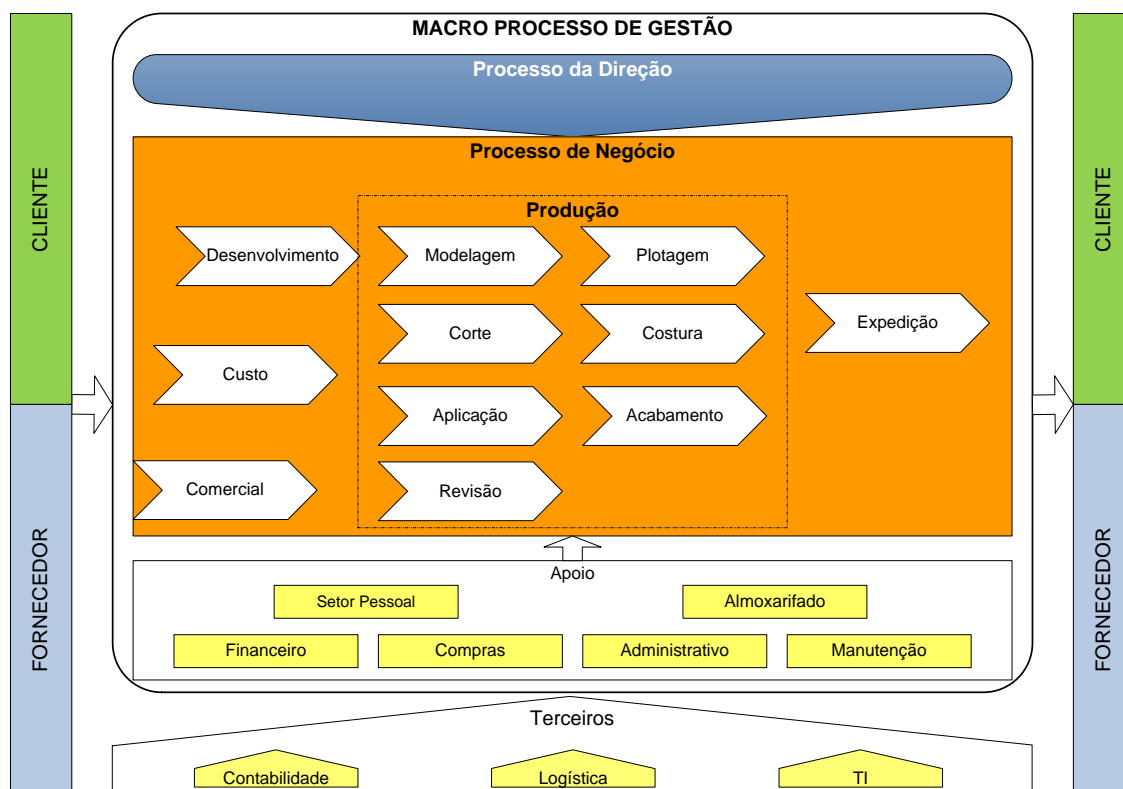 MACRO PROCESSO DE GESTÃO
Processo da Direção
CLIENTE
FORNECEDOR
Processo de Negócio
Produção
Desenvolvimento
Modelagem
Plotagem
Corte
Costura
Expedição
Custo
Aplicação
Acabamento
Comercial
Revisão
Apoio
Setor Pessoal
Almoxarifado
Financeiro
Compras
Administrativo
Manutenção
Terceiros
Contabilidade
Logística
TI
CLIENTE
FORNECEDOR